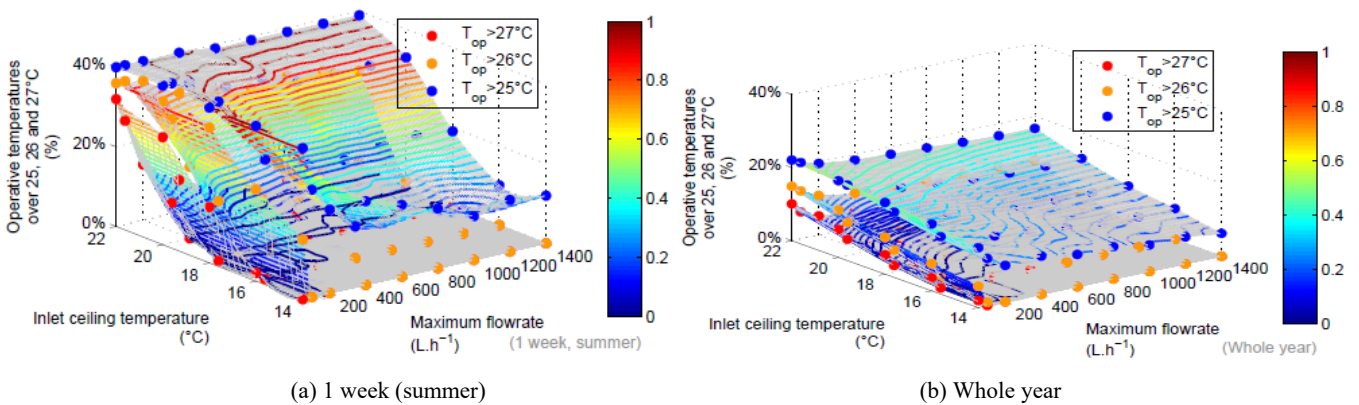 Operative temperatures
over 25, 26 and 27°C
(%)
40%
20%
0%
22
20
18
16
14
Inlet ceiling temperature
(°C)
200
400
600
800
1000
1200
1400
Maximum flowrate
(L.h⁻¹)
(1 week, summer)
T_op>27°C
T_op>26°C
T_op>25°C
1
0.8
0.6
0.4
0.2
0
(a) 1 week (summer)
Operative temperatures
over 25, 26 and 27°C
(%)
40%
20%
0%
22
20
18
16
14
Inlet ceiling temperature
(°C)
200
400
600
800
1000
1200
1400
Maximum flowrate
(L.h⁻¹)
(Whole year)
T_op>27°C
T_op>26°C
T_op>25°C
1
0.8
0.6
0.4
0.2
0
(b) Whole year